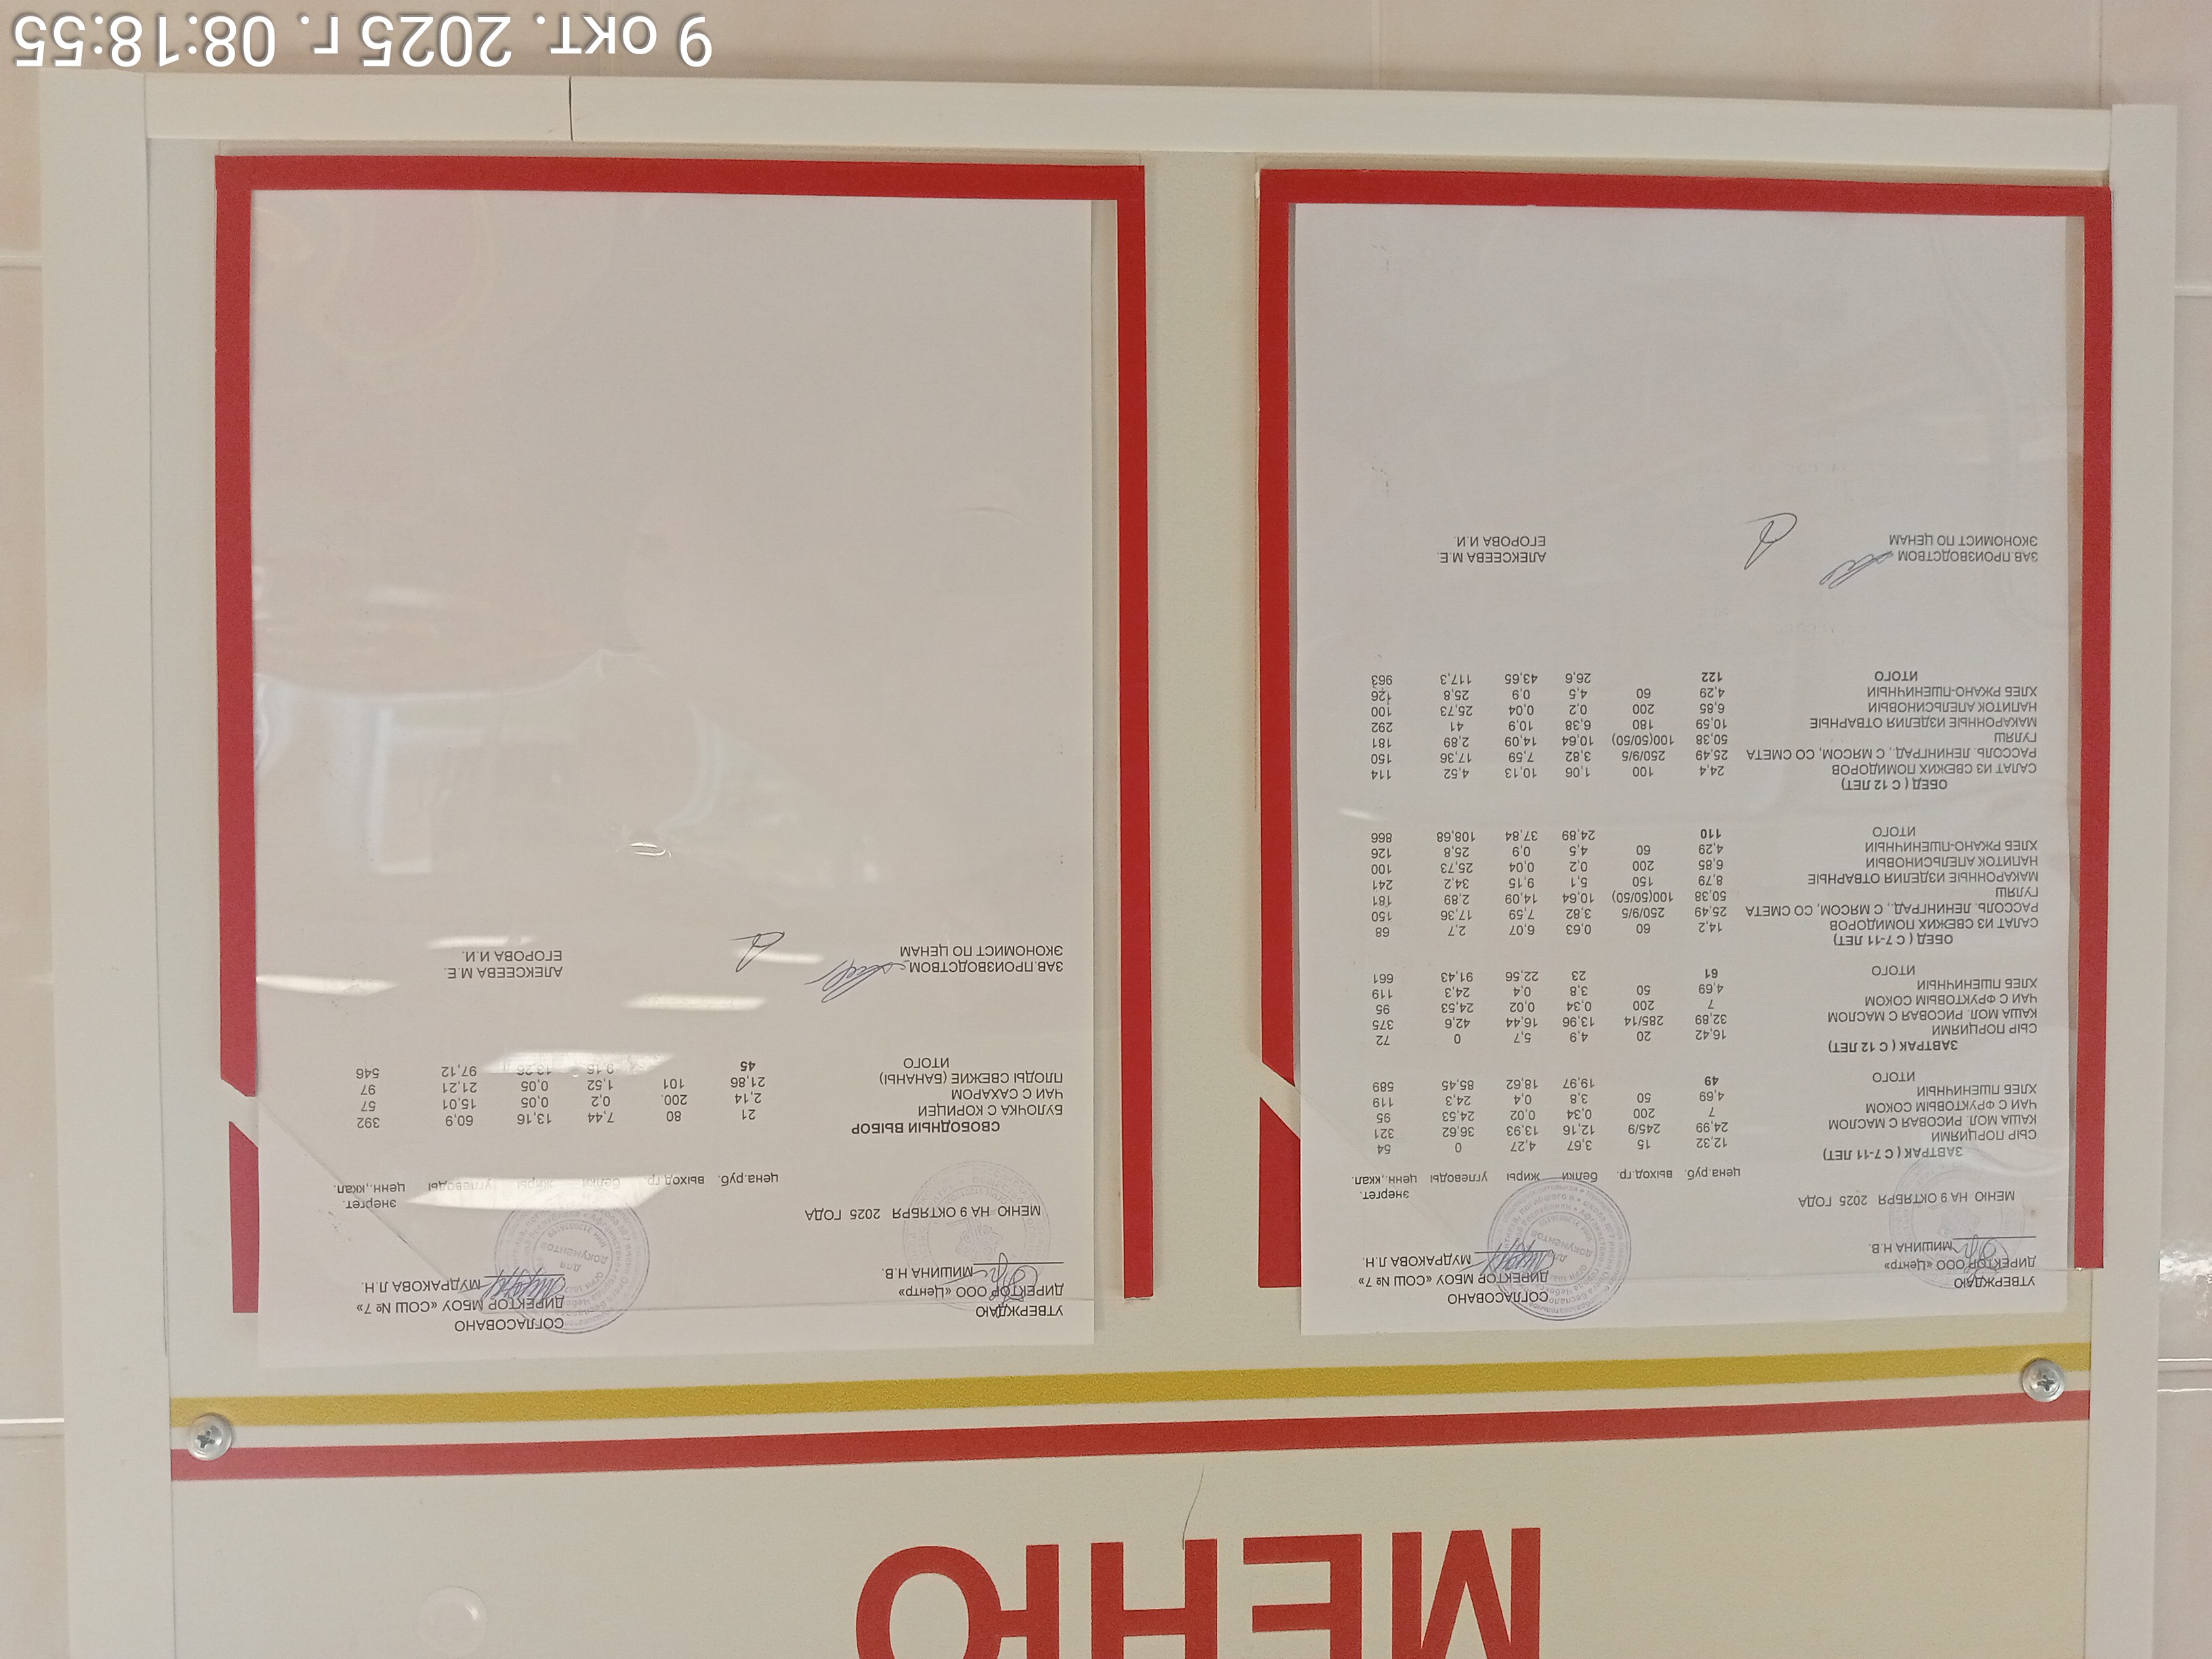 МЕНЮ
УТВЕРЖДАЮ СОГЛАСОВАНО
ДИРЕКТОР ООО «Центр» ДИРЕКТОР МБОУ «СОШ № 7»
МИШИНА Н.В. МУДРАКОВА Л.Н.
МЕНЮ НА 9 ОКТЯБРЯ 2025 ГОДА
цена руб. выход.гр. белки жиры углеводы энергет. ценн.,ккал.
ЗАВТРАК ( С 7-11 ЛЕТ)
СЫР ПОРЦИЯМИ 12,32 15 3,67 4,27 0 54
КАША МОЛ. РИСОВАЯ С МАСЛОМ 24,99 245/9 12,16 13,93 36,62 321
ЧАЙ С ФРУКТОВЫМ СОКОМ 7 200 0,34 0,02 24,53 95
ХЛЕБ ПШЕНИЧНЫЙ 4,69 50 3,8 0,4 24,3 119
ИТОГО 49 19,97 18,62 85,45 589
ЗАВТРАК ( С 12 ЛЕТ)
СЫР ПОРЦИЯМИ 16,42 20 4,9 5,7 0 72
КАША МОЛ. РИСОВАЯ С МАСЛОМ 32,89 285/14 13,96 16,44 42,6 375
ЧАЙ С ФРУКТОВЫМ СОКОМ 7 200 0,34 0,02 24,53 95
ХЛЕБ ПШЕНИЧНЫЙ 4,69 50 3,8 0,4 24,3 119
ИТОГО 61 23 22,56 91,43 661
ОБЕД ( С 7-11 ЛЕТ)
САЛАТ ИЗ СВЕЖИХ ПОМИДОРОВ 14,2 60 0,63 6,07 2,7 68
РАССОЛЬ. ЛЕНИНГРАД., С МЯСОМ, СО СМЕТА 25,49 250/9/5 3,82 7,59 17,36 150
ГУЛЯШ 50,38 100(50/50) 10,64 14,09 2,89 181
МАКАРОННЫЕ ИЗДЕЛИЯ ОТВАРНЫЕ 8,79 150 5,1 9,15 34,2 241
НАПИТОК АПЕЛЬСИНОВЫЙ 6,85 200 0,2 0,04 25,73 100
ХЛЕБ РЖАНО-ПШЕНИЧНЫЙ 4,29 60 4,5 0,9 25,8 126
ИТОГО 110 24,89 37,84 108,68 866
ОБЕД ( С 12 ЛЕТ)
САЛАТ ИЗ СВЕЖИХ ПОМИДОРОВ 24,4 100 1,06 10,13 4,52 114
РАССОЛЬ. ЛЕНИНГРАД., С МЯСОМ, СО СМЕТА 25,49 250/9/5 3,82 7,59 17,36 150
ГУЛЯШ 50,38 100(50/50) 10,64 14,09 2,89 181
МАКАРОННЫЕ ИЗДЕЛИЯ ОТВАРНЫЕ 10,59 180 6,38 10,9 41 292
НАПИТОК АПЕЛЬСИНОВЫЙ 6,85 200 0,2 0,04 25,73 100
ХЛЕБ РЖАНО-ПШЕНИЧНЫЙ 4,29 60 4,5 0,9 25,8 126
ИТОГО 122 26,6 43,65 117,3 963
ЗАВ.ПРОИЗВОДСТВОМ АЛЕКСЕЕВА М.Е.
ЭКОНОМИСТ ПО ЦЕНАМ ЕГОРОВА И.И.
УТВЕРЖДАЮ СОГЛАСОВАНО
ДИРЕКТОР ООО «Центр» ДИРЕКТОР МБОУ «СОШ № 7»
МИШИНА Н.В. МУДРАКОВА Л.Н.
для документов
МЕНЮ НА 9 ОКТЯБРЯ 2025 ГОДА
цена.руб. выход.гр белки жиры углеводы энергет. ценн.,ккал.
СВОБОДНЫЙ ВЫБОР
БУЛОЧКА С КОРИЦЕЙ 21 80 7,44 13,16 60,9 392
ЧАЙ С САХАРОМ 2,14 200. 0,2 0,05 15,01 57
ПЛОДЫ СВЕЖИЕ (БАНАНЫ) 21,86 101 1,52 0,05 21,21 97
ИТОГО 45 9,16 13,26 97,12 546
ЗАВ.ПРОИЗВОДСТВОМ АЛЕКСЕЕВА М.Е.
ЭКОНОМИСТ ПО ЦЕНАМ ЕГОРОВА И.И.
9 окт. 2025 г. 08:18:55